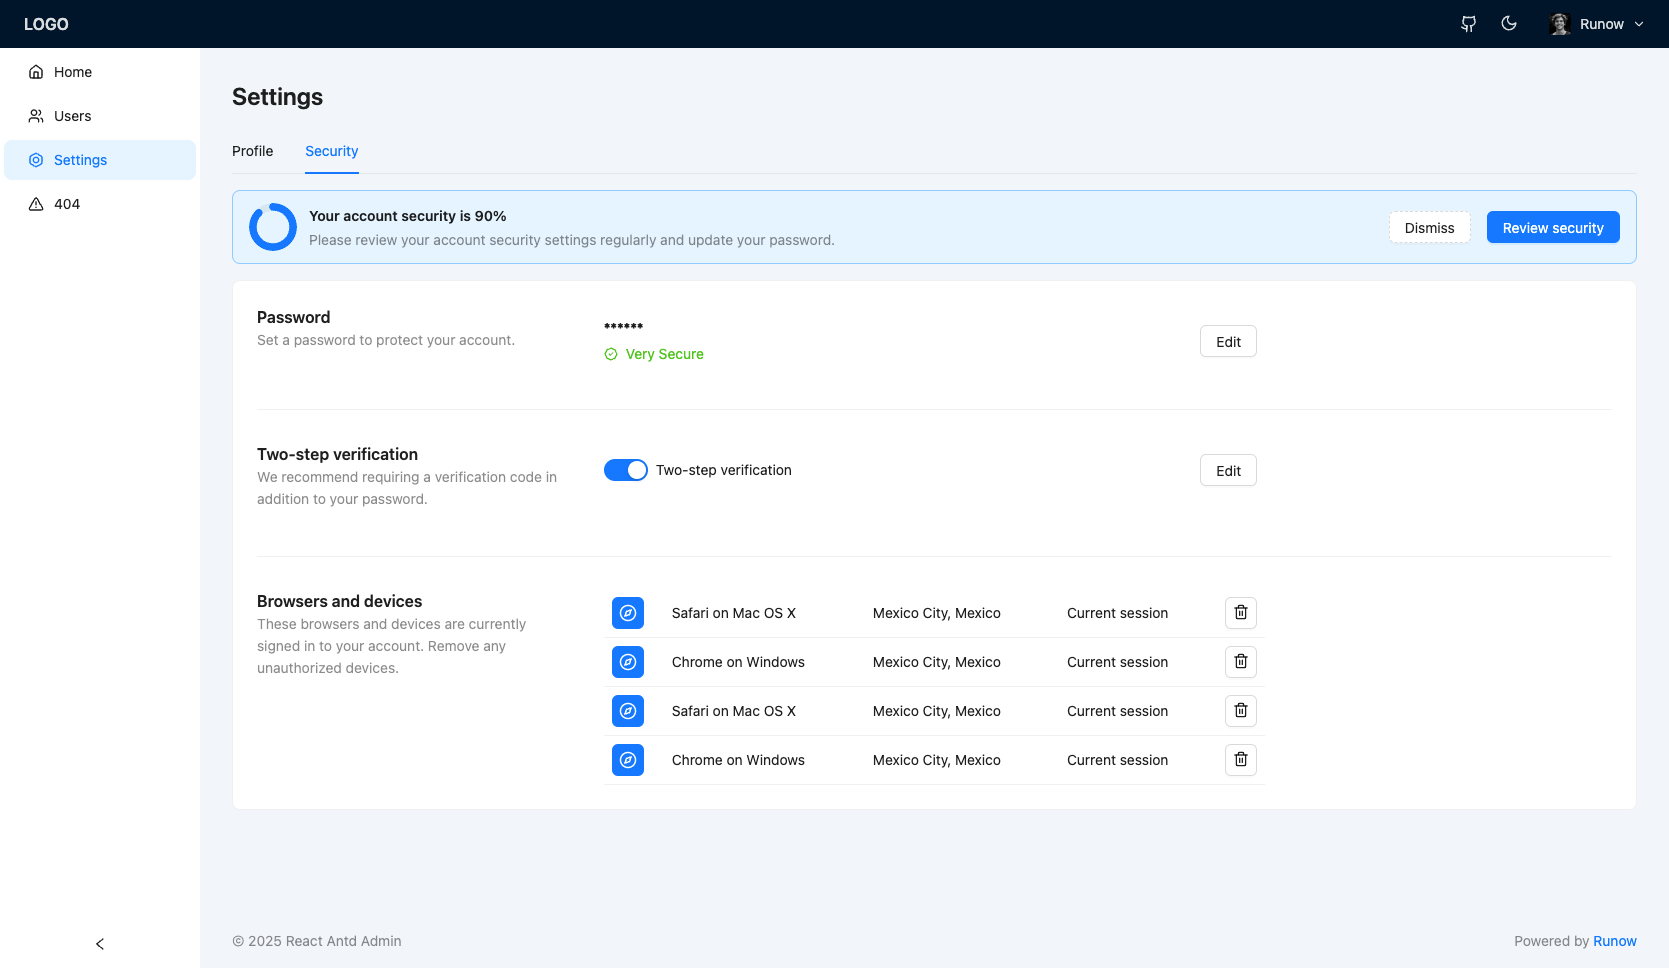 LOGO
Runow
Home
Users
Settings
404
Settings
Profile
Security
Your account security is 90%
Please review your account security settings regularly and update your password.
Dismiss
Review security
Password
Set a password to protect your account.
******
Very Secure
Edit
Two-step verification
We recommend requiring a verification code in
addition to your password.
Two-step verification
Edit
Browsers and devices
These browsers and devices are currently
signed in to your account. Remove any
unauthorized devices.
Safari on Mac OS X Mexico City, Mexico Current session
Chrome on Windows Mexico City, Mexico Current session
Safari on Mac OS X Mexico City, Mexico Current session
Chrome on Windows Mexico City, Mexico Current session
© 2025 React Antd Admin
Powered by Runow